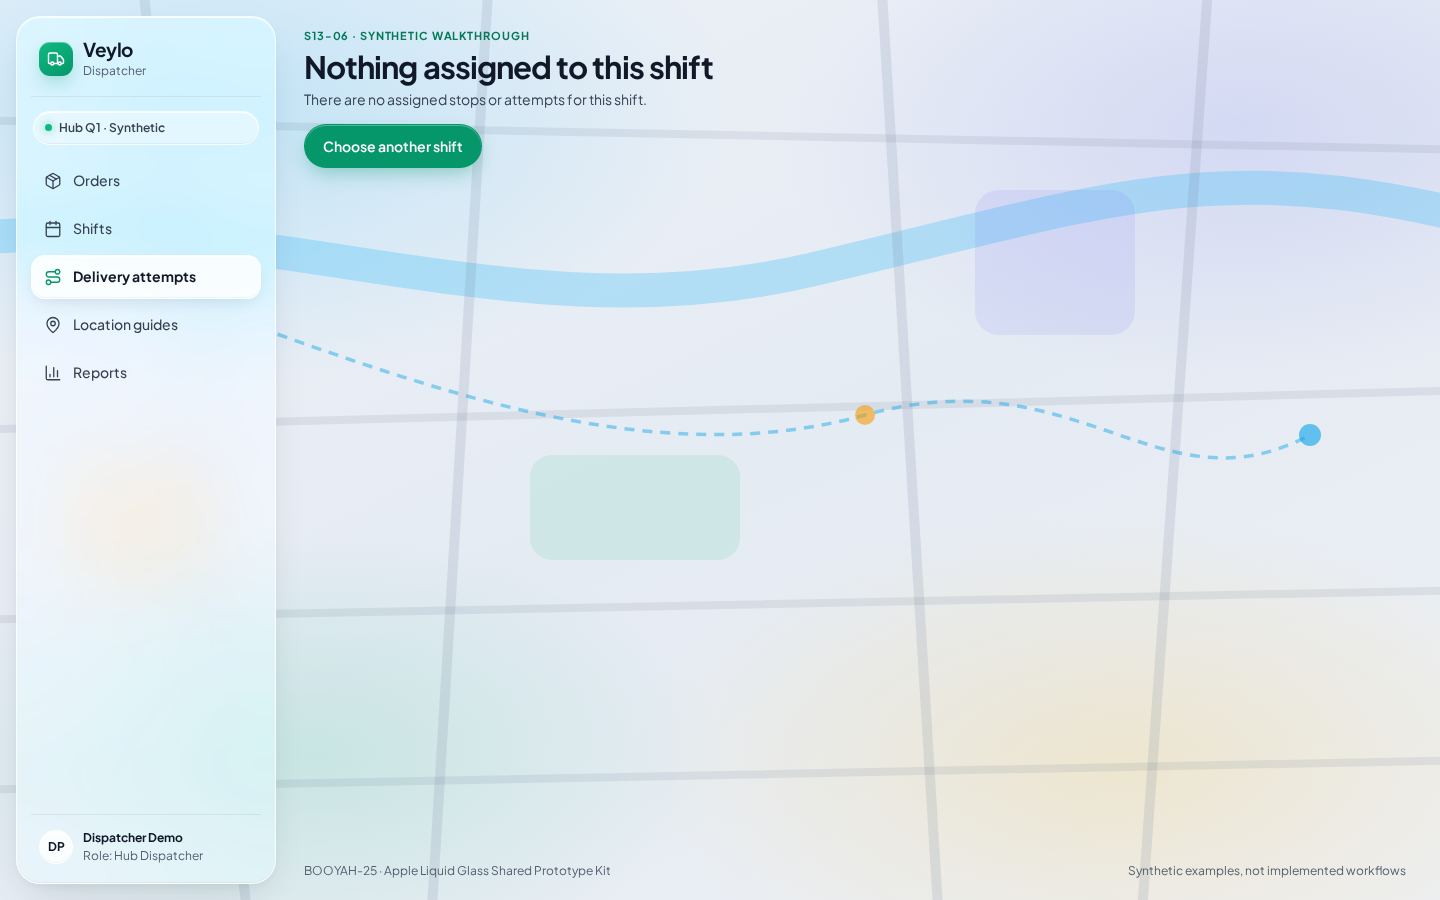 Veylo
Dispatcher
Hub Q1 · Synthetic
Orders
Shifts
Delivery attempts
Location guides
Reports
DP
Dispatcher Demo
Role: Hub Dispatcher
S13-06 · SYNTHETIC WALKTHROUGH
Nothing assigned to this shift
There are no assigned stops or attempts for this shift.
Choose another shift
BOOYAH-25 · Apple Liquid Glass Shared Prototype Kit
Synthetic examples, not implemented workflows